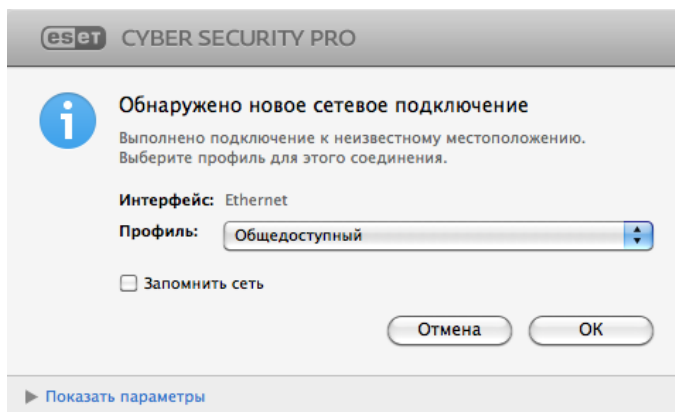 eseт CYBER SECURITY PRO
Обнаружено новое сетевое подключение
Выполнено подключение к неизвестному местоположению.
Выберите профиль для этого соединения.
Интерфейс: Ethernet
Профиль: Общедоступный
Запомнить сеть
Отмена OK
Показать параметры